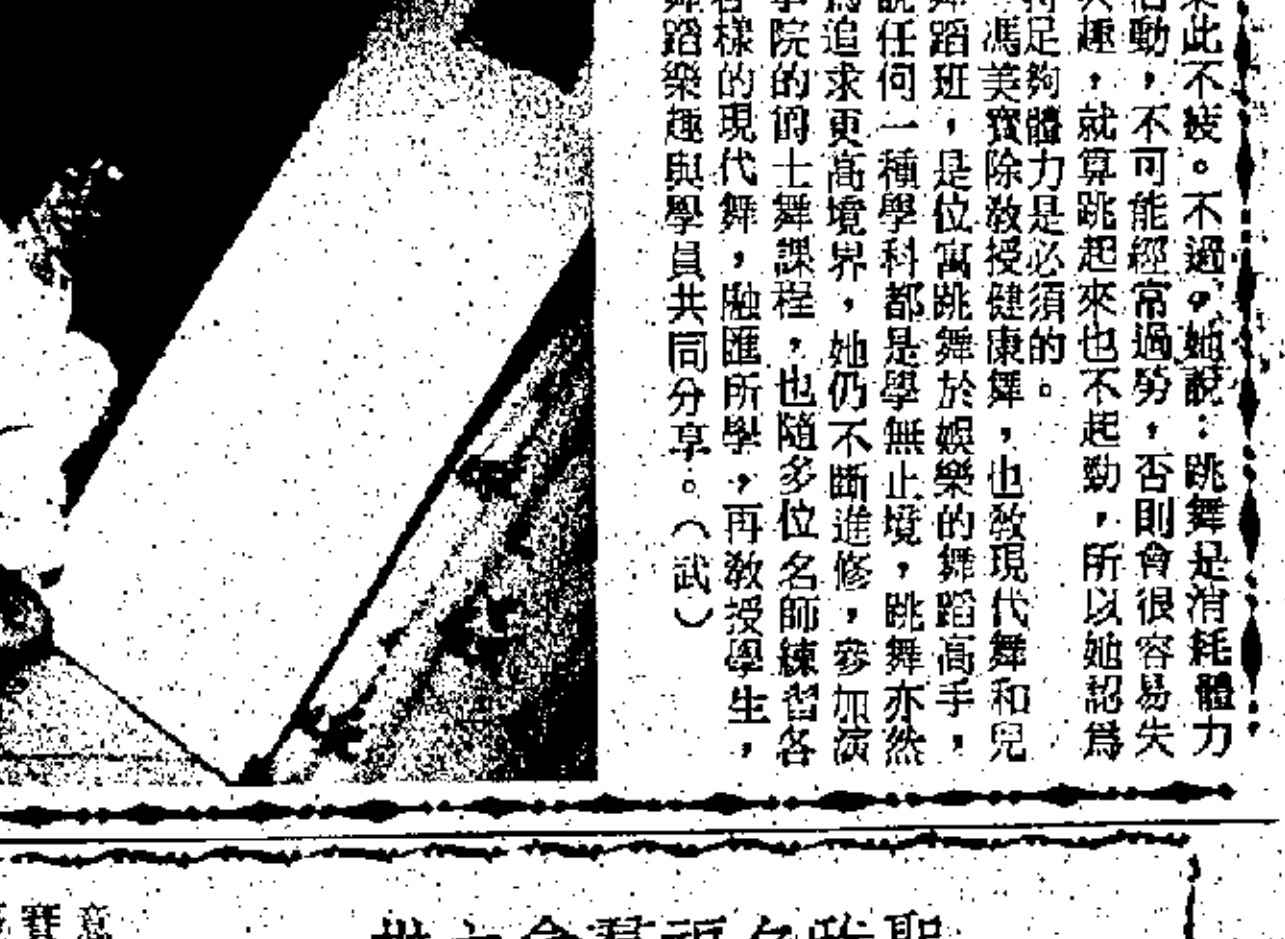 此不疲。不過,她說:跳舞是消耗體力
活動,不可能經常過勞,否則會很容易失
趣,就算跳起來也不起勁,所以她認爲
足夠體力是必須的。
馮美寶除教授健康舞,也教現代舞和兒
舞蹈班,是位寓跳舞於娛樂的舞蹈高手,
說任何一種學科都是學無止境,跳舞亦然
爲追求更高境界,她仍不斷進修,參加演
學院的爵士舞課程,也隨多位名師練習各
各樣的現代舞,融匯所學,再教授學生,
舞蹈樂趣與學員共同分享。(武)